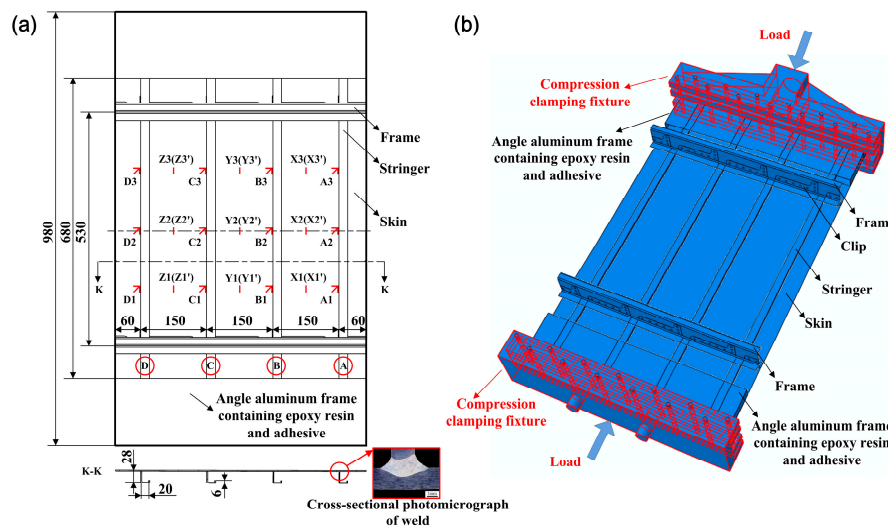 (a)
Frame
Stringer
Skin
Z3(Z3') Y3(Y3') X3(X3')
D3 C3 B3 A3
Z2(Z2') Y2(Y2') X2(X2')
D2 C2 B2 A2
K K
Z1(Z1') Y1(Y1') X1(X1')
D1 C1 B1 A1
980
680
530
60 150 150 150 60
D C B A
Angle aluminum frame
containing epoxy resin
and adhesive
K-K
28
20
6
Cross-sectional photomicrograph
of weld
(b)
Load
Compression
clamping fixture
Angle aluminum frame
containing epoxy resin
and adhesive
Fram
Clip
Stringer
Skin
Frame
Compression
clamping fixture
Angle aluminum frame
containing epoxy resin
and adhesive
Load